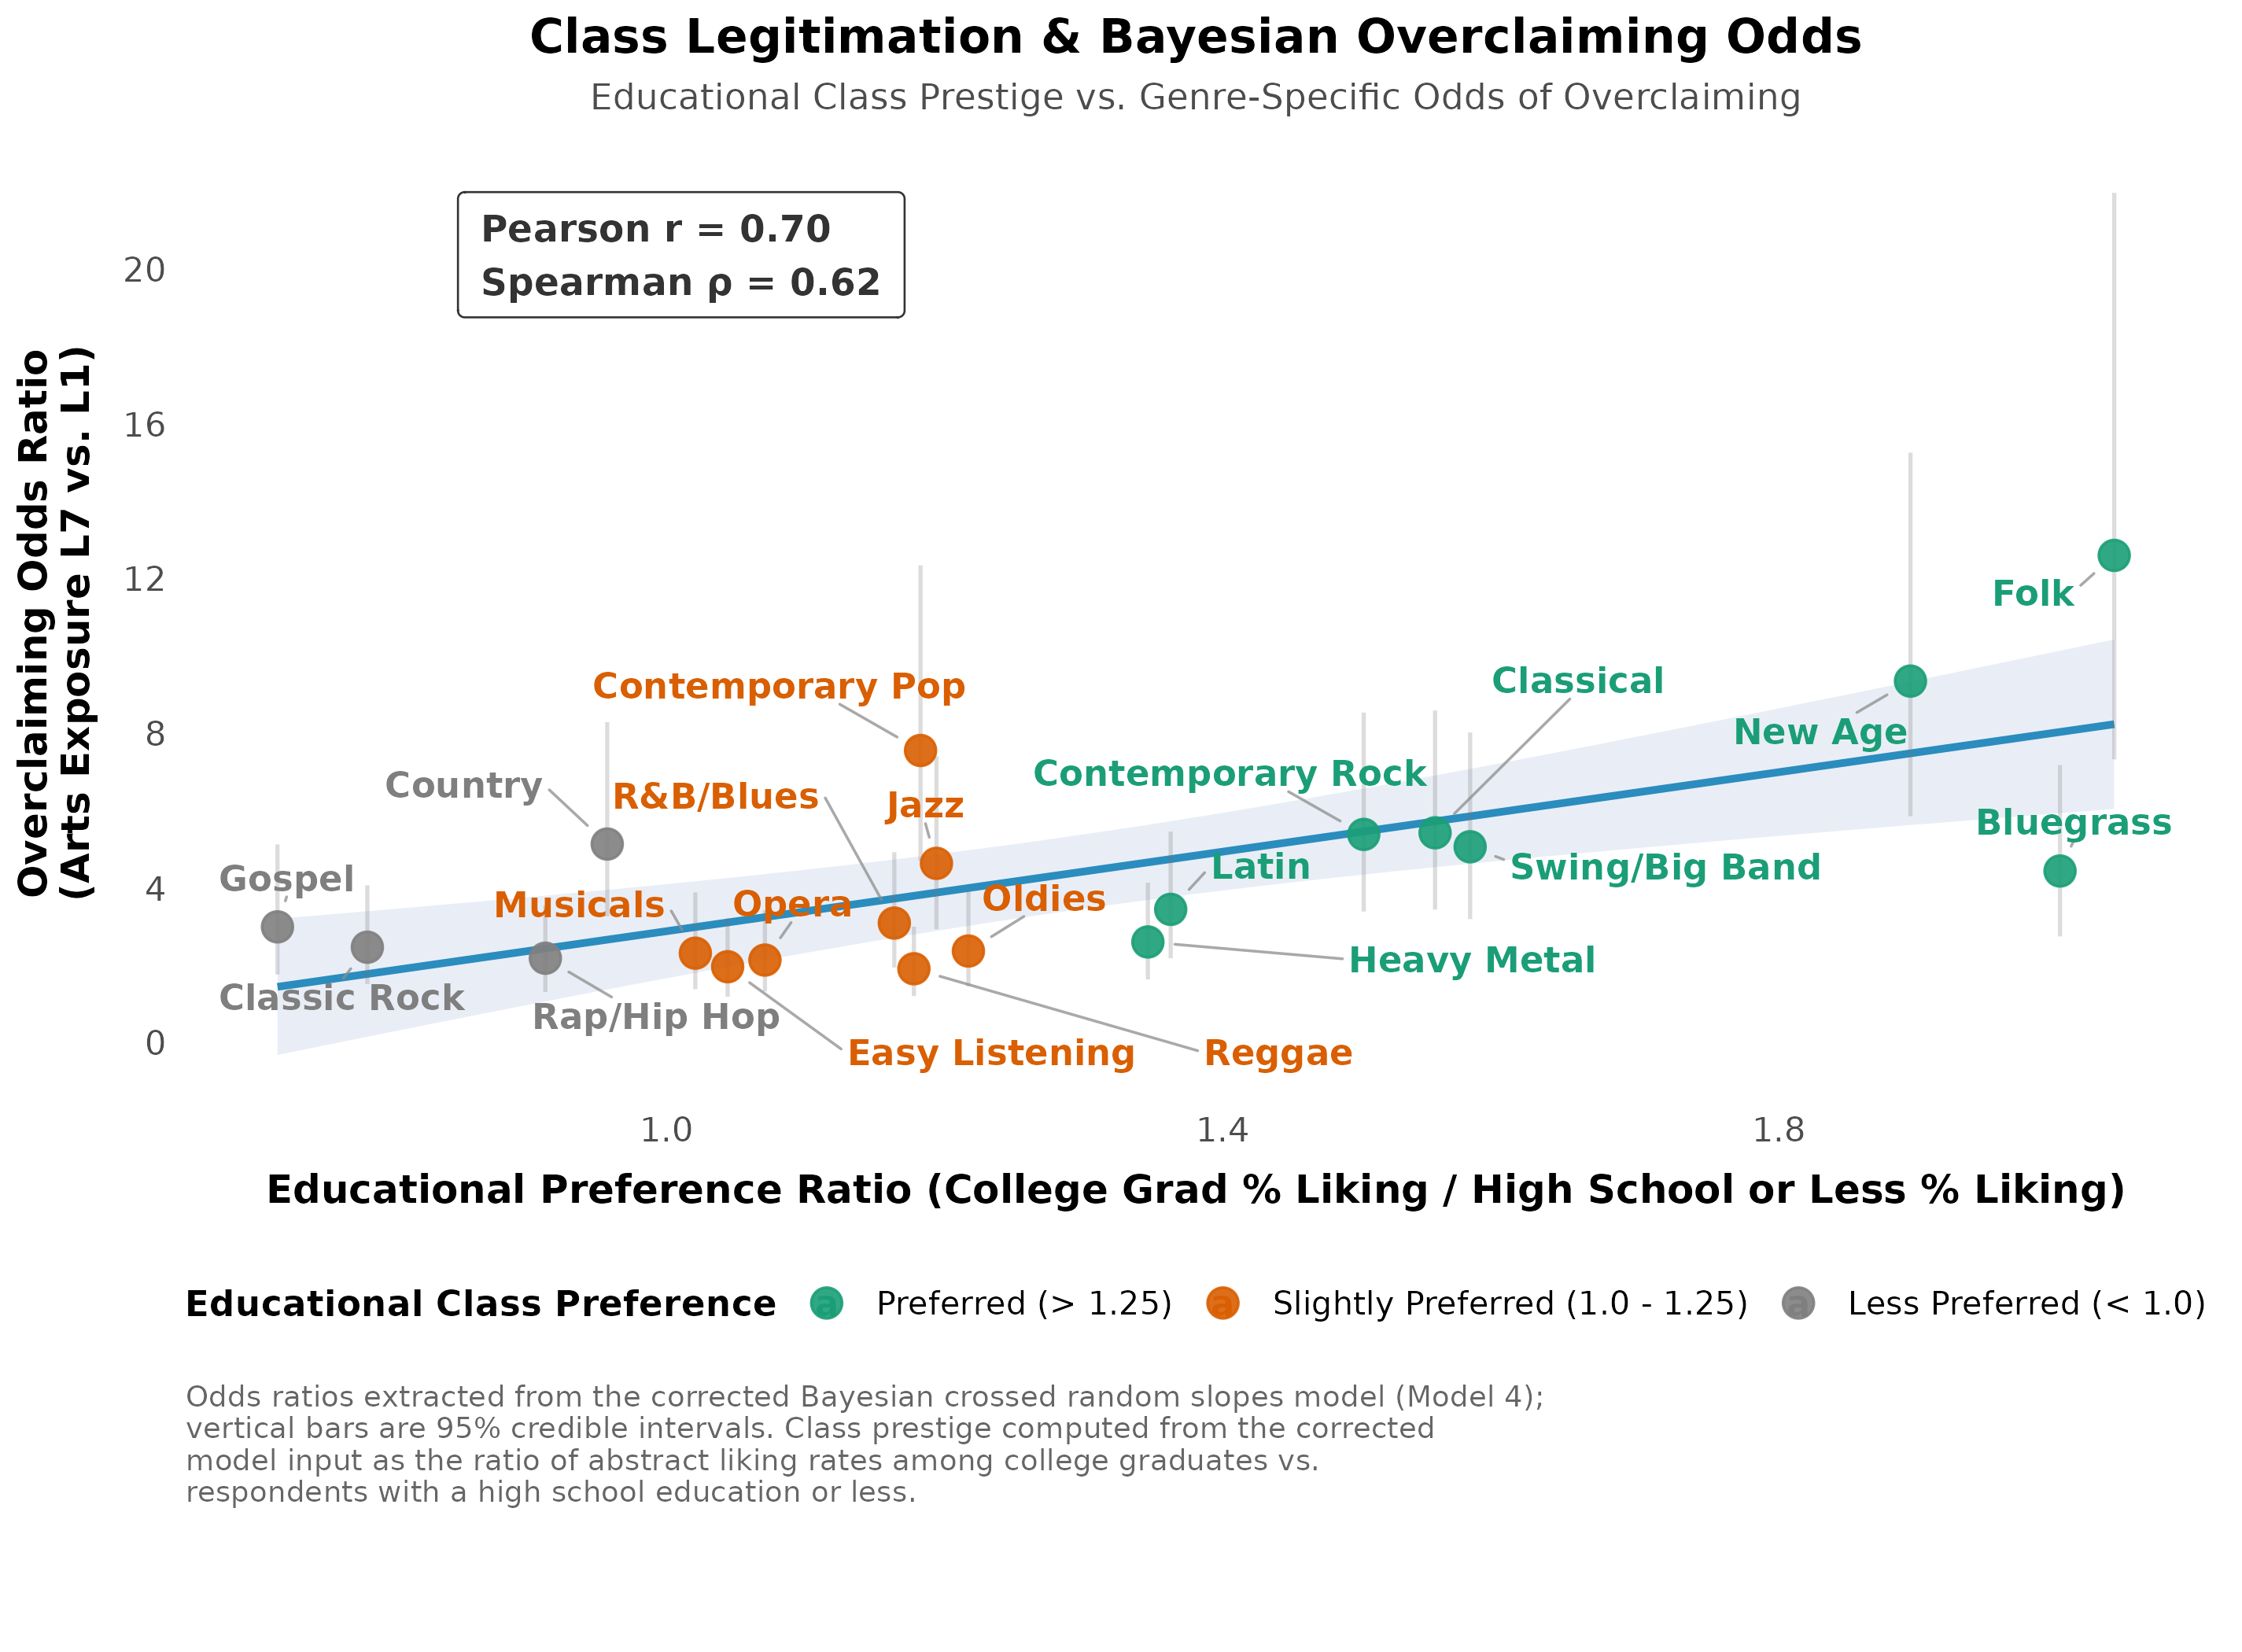 Class Legitimation & Bayesian Overclaiming Odds
Educational Class Prestige vs. Genre-Specific Odds of Overclaiming
Pearson r = 0.70
Spearman ρ = 0.62
Overclaiming Odds Ratio
(Arts Exposure L7 vs. L1)
20
16
12
8
4
0
Folk
Classical
Contemporary Pop
New Age
Contemporary Rock
Country
R&B/Blues
Jazz
Bluegrass
Latin
Swing/Big Band
Gospel
Musicals
Opera
Oldies
Heavy Metal
Classic Rock
Rap/Hip Hop
Easy Listening
Reggae
1.0
1.4
1.8
Educational Preference Ratio (College Grad % Liking / High School or Less % Liking)
Educational Class Preference
a Preferred (> 1.25)
a Slightly Preferred (1.0 - 1.25)
a Less Preferred (< 1.0)
Odds ratios extracted from the corrected Bayesian crossed random slopes model (Model 4);
vertical bars are 95% credible intervals. Class prestige computed from the corrected
model input as the ratio of abstract liking rates among college graduates vs.
respondents with a high school education or less.